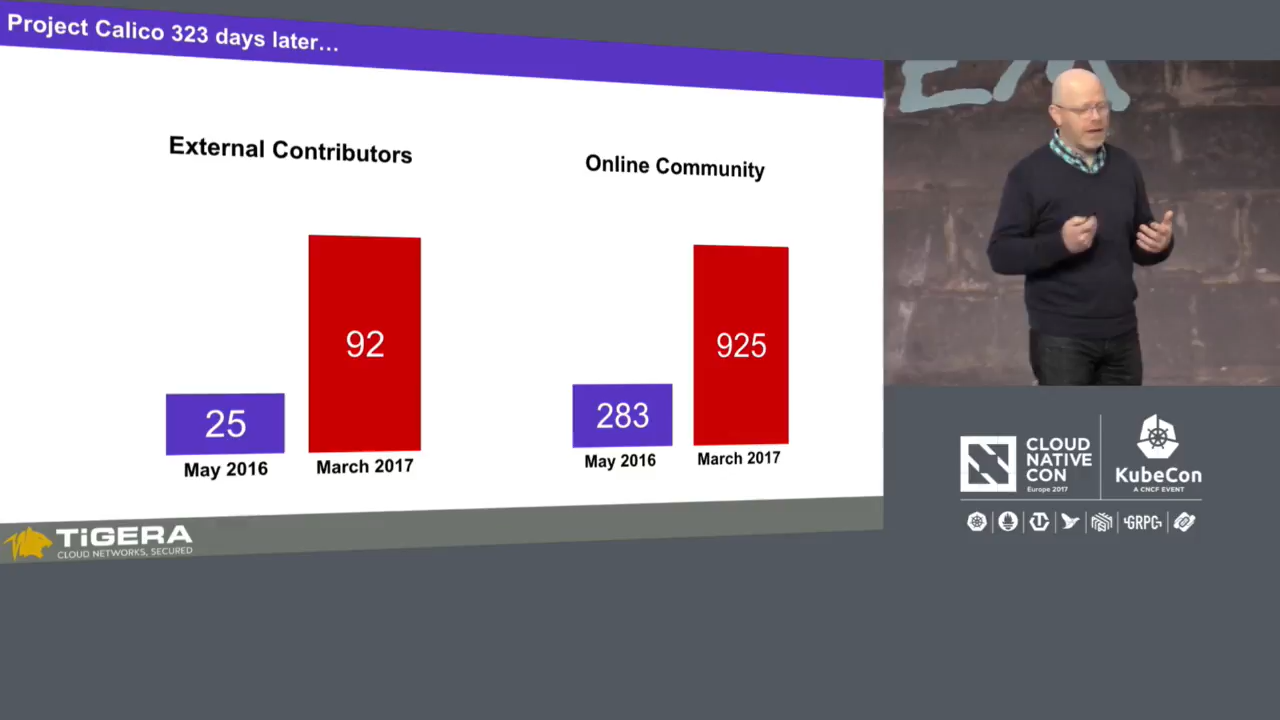 Project Calico 323 days later...
External Contributors
Online Community
92
925
25
283
May 2016
March 2017
May 2016
March 2017
TiGERA
CLOUD NETWORKS, SECURED
CLOUD
NATIVE
CON
Europe 2017
KubeCon
A CNCF EVENT
GRPC